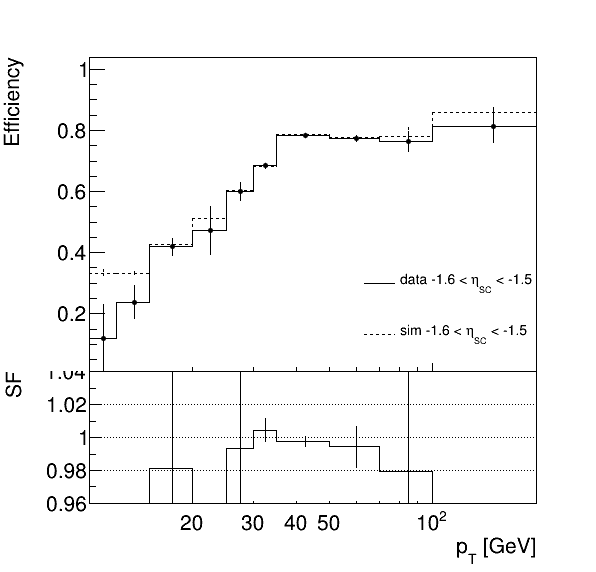 Efficiency
1
0.8
0.6
0.4
0.2
data -1.6 < η_SC < -1.5
sim -1.6 < η_SC < -1.5
SF
1.04
1.02
1
0.98
0.96
20 30 40 50 10²
p_T [GeV]